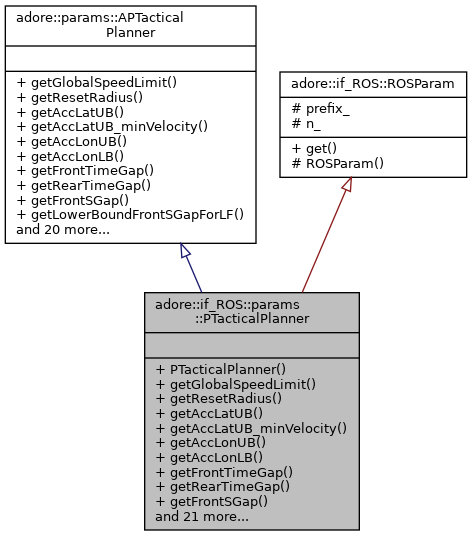 adore::params::APTactical
Planner
+ getGlobalSpeedLimit()
+ getResetRadius()
+ getAccLatUB()
+ getAccLatUB_minVelocity()
+ getAccLonUB()
+ getAccLonLB()
+ getFrontTimeGap()
+ getRearTimeGap()
+ getFrontSGap()
+ getLowerBoundFrontSGapForLF()
and 20 more...
adore::if_ROS::ROSParam
# prefix_
# n_
+ get()
# ROSParam()
adore::if_ROS::params
::PTacticalPlanner
+ PTacticalPlanner()
+ getGlobalSpeedLimit()
+ getResetRadius()
+ getAccLatUB()
+ getAccLatUB_minVelocity()
+ getAccLonUB()
+ getAccLonLB()
+ getFrontTimeGap()
+ getRearTimeGap()
+ getFrontSGap()
and 21 more...